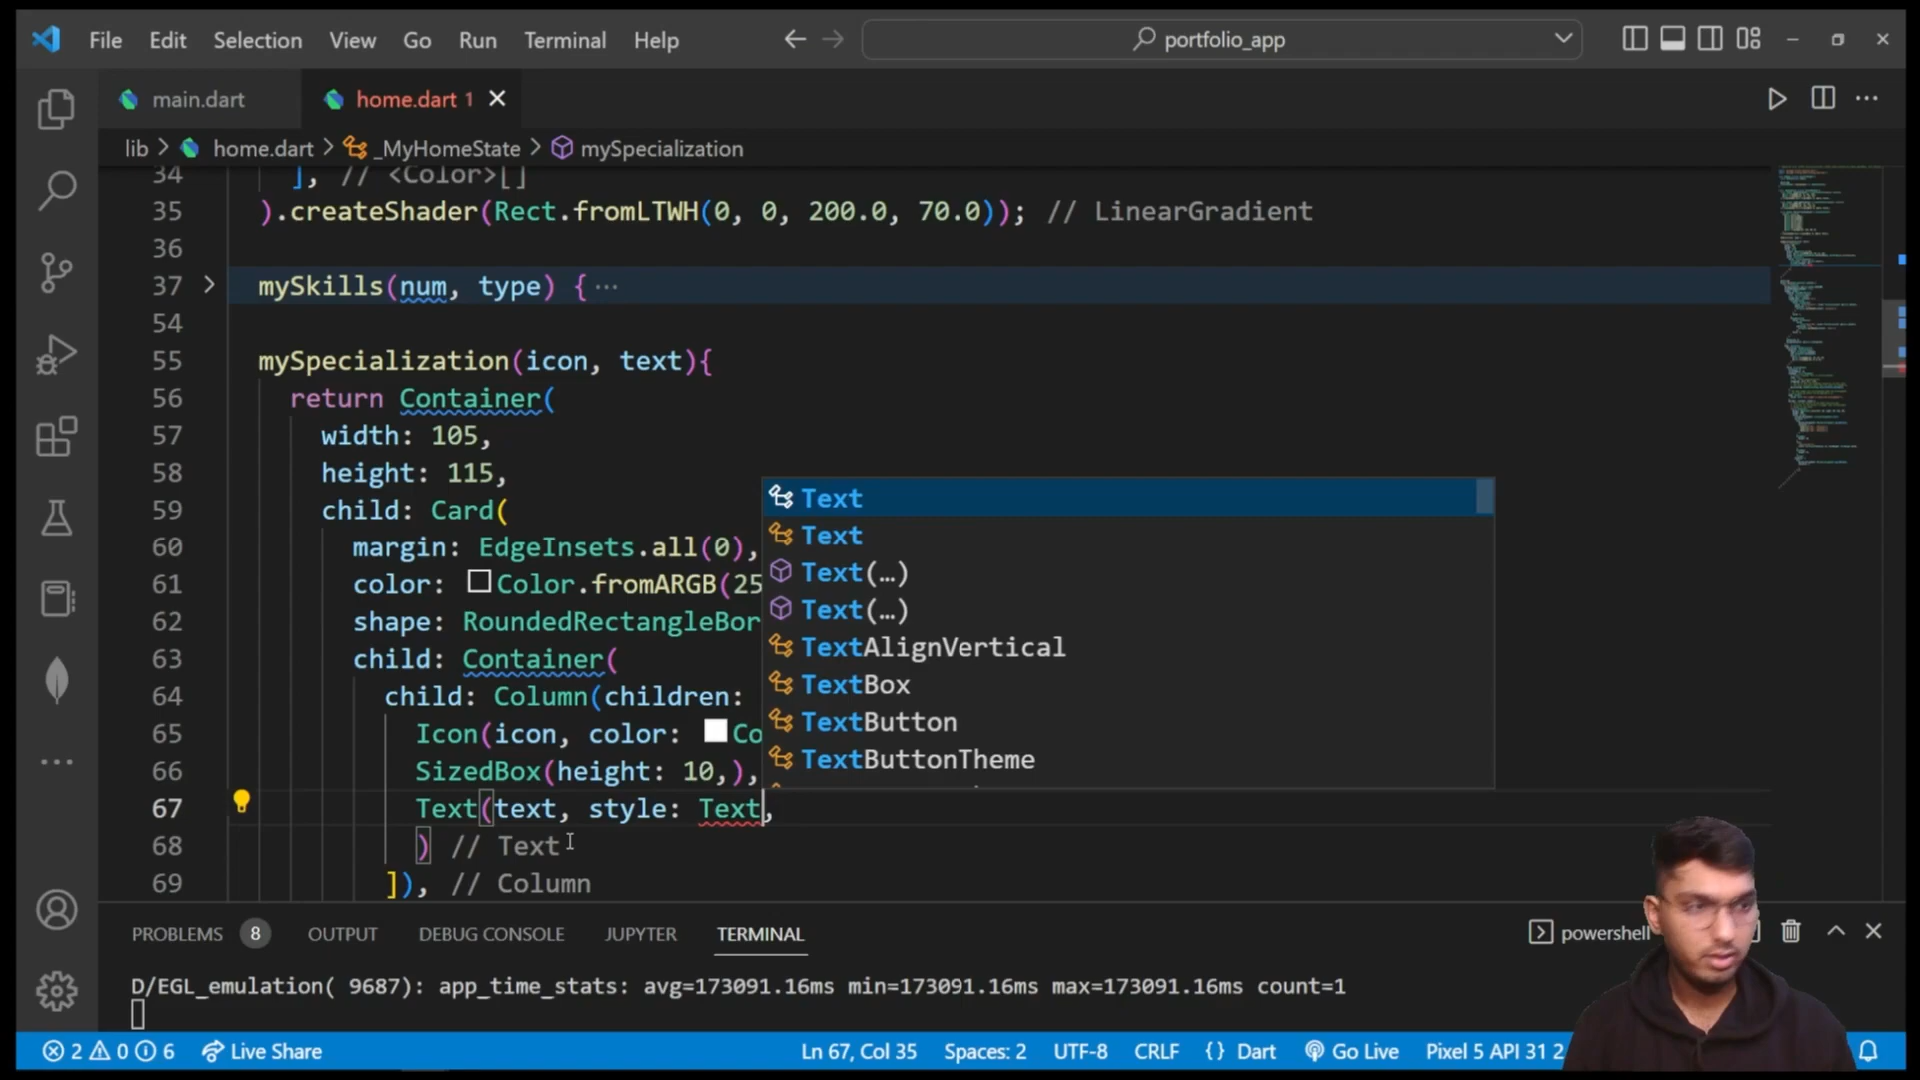 File Edit Selection View Go Run Terminal Help portfolio_app
main.dart home.dart 1
lib > home.dart > _MyHomeState > mySpecialization
34 ], // <Color>[]
35 ).createShader(Rect.fromLTWH(0, 0, 200.0, 70.0)); // LinearGradient
36
37 mySkills(num, type) { ...
54
55 mySpecialization(icon, text){
56 return Container(
57 width: 105,
58 height: 115,
59 child: Card(
60 margin: EdgeInsets.all(0),
61 color: Color.fromARGB(25
62 shape: RoundedRectangleBor
63 child: Container(
64 child: Column(children:
65 Icon(icon, color: Co
66 SizedBox(height: 10,),
67 Text(text, style: Text,
68 ) // Text
69 ]), // Column
Text
Text
Text(…)
Text(…)
TextAlignVertical
TextBox
TextButton
TextButtonTheme
PROBLEMS 8 OUTPUT DEBUG CONSOLE JUPYTER TERMINAL powershell
D/EGL_emulation( 9687): app_time_stats: avg=173091.16ms min=173091.16ms max=173091.16ms count=1
2 0 6 Live Share Ln 67, Col 35 Spaces: 2 UTF-8 CRLF {} Dart Go Live Pixel 5 API 31 2